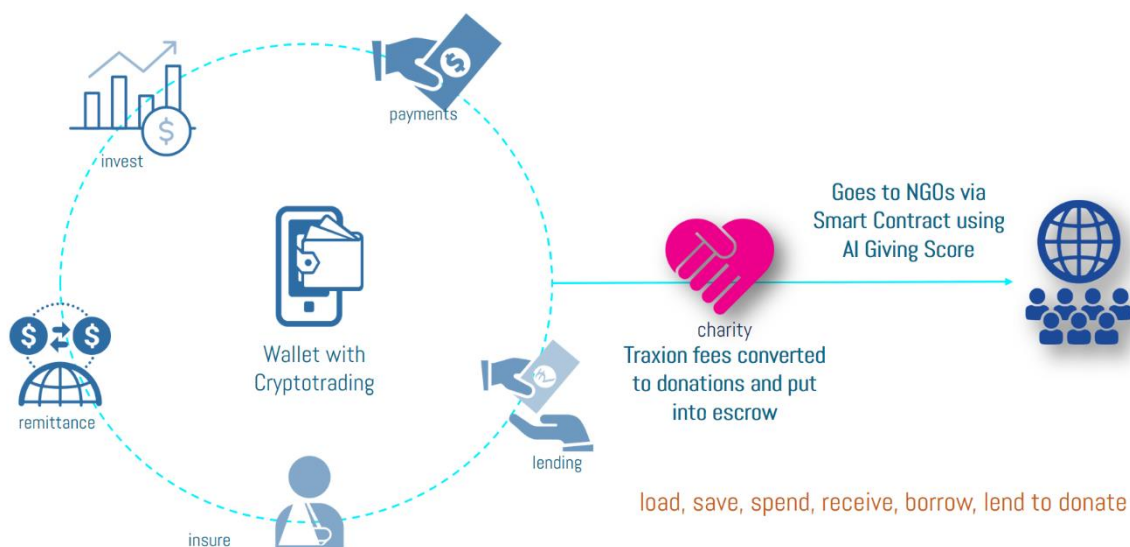 payments
invest
Goes to NGOs via
Smart Contract using
AI Giving Score
Wallet with
Cryptotrading
charity
Traxion fees converted
to donations and put
into escrow
remittance
lending
insure
load, save, spend, receive, borrow, lend to donate